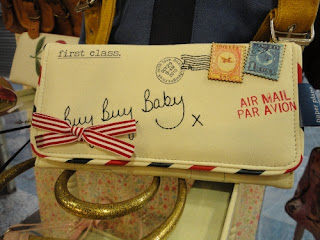 first class.
Buy Buy Baby
x
AIR MAIL
PAR AVION